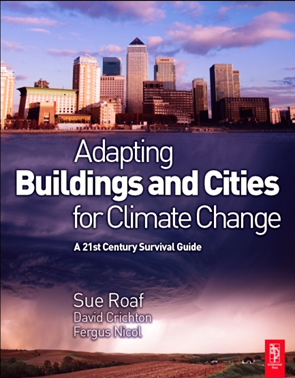 Adapting
Buildings and Cities
for Climate Change
A 21st Century Survival Guide
Sue Roaf
David Crichton
Fergus Nicol